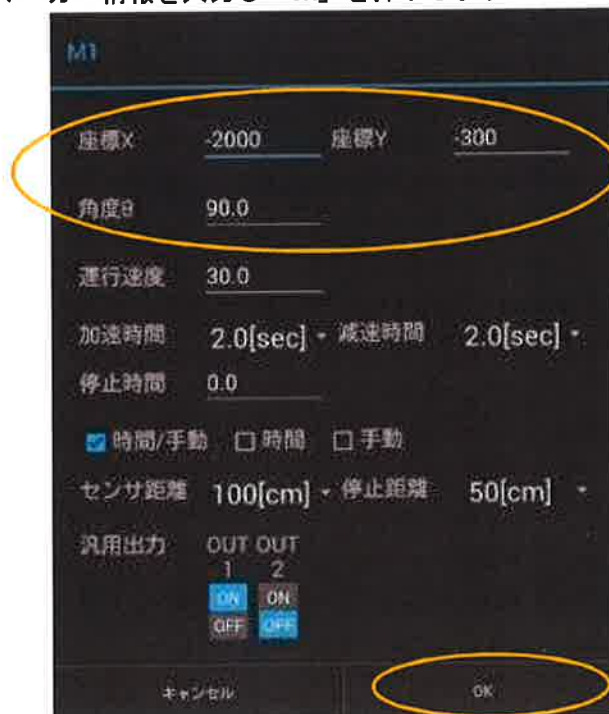 M1
座標X -2000 座標Y -300
角度θ 90.0
運行速度 30.0
加速時間 2.0[sec] 減速時間 2.0[sec]
停止時間 0.0
時間/手動 時間 手動
センサ距離 100[cm] 停止距離 50[cm]
汎用出力 OUT OUT
1 2
ON ON
OFF OFF
キャンセル OK